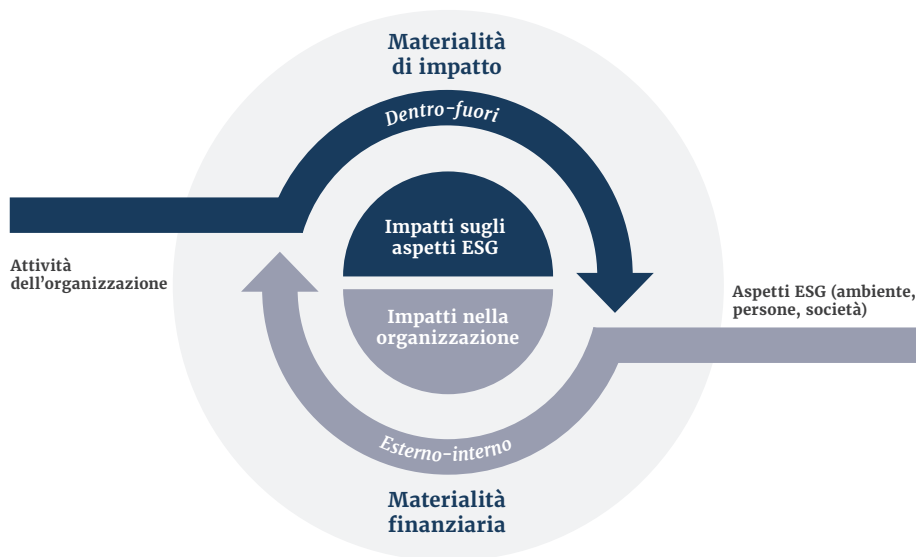 Materialità
di impatto
Dentro-fuori
Impatti sugli
aspetti ESG
Attività
dell’organizzazione
Aspetti ESG (ambiente,
persone, società)
Impatti nella
organizzazione
Esterno-interno
Materialità
finanziaria